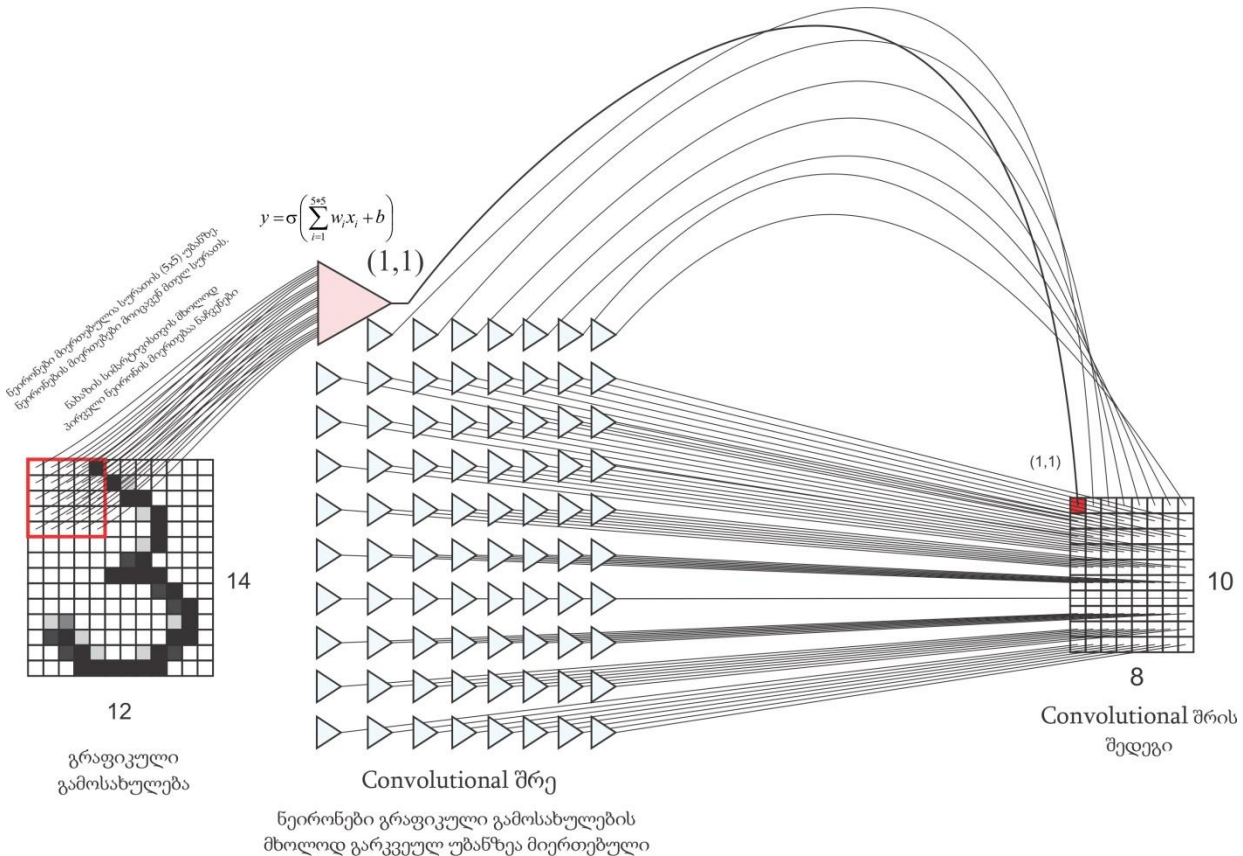 y = σ(∑_{i=1}^{5*5} w_i x_i + b)
(1,1)
ნეირონები მიერთებულია სურათის (5x5) უბანზე.
ნეირონების მიერთებები მოიცავენ მთელ სურათს.
ნახაზის სიმარტივისთვის მხოლოდ
პირველი ნეირონის მიერთებაა ნაჩვენები
(1,1)
14
10
12
8
გრაფიკული
გამოსახულება
Convolutional შრე
ნეირონები გრაფიკული გამოსახულების
მხოლოდ გარკვეულ უბანზეა მიერთებული
Convolutional შრის
შედეგი